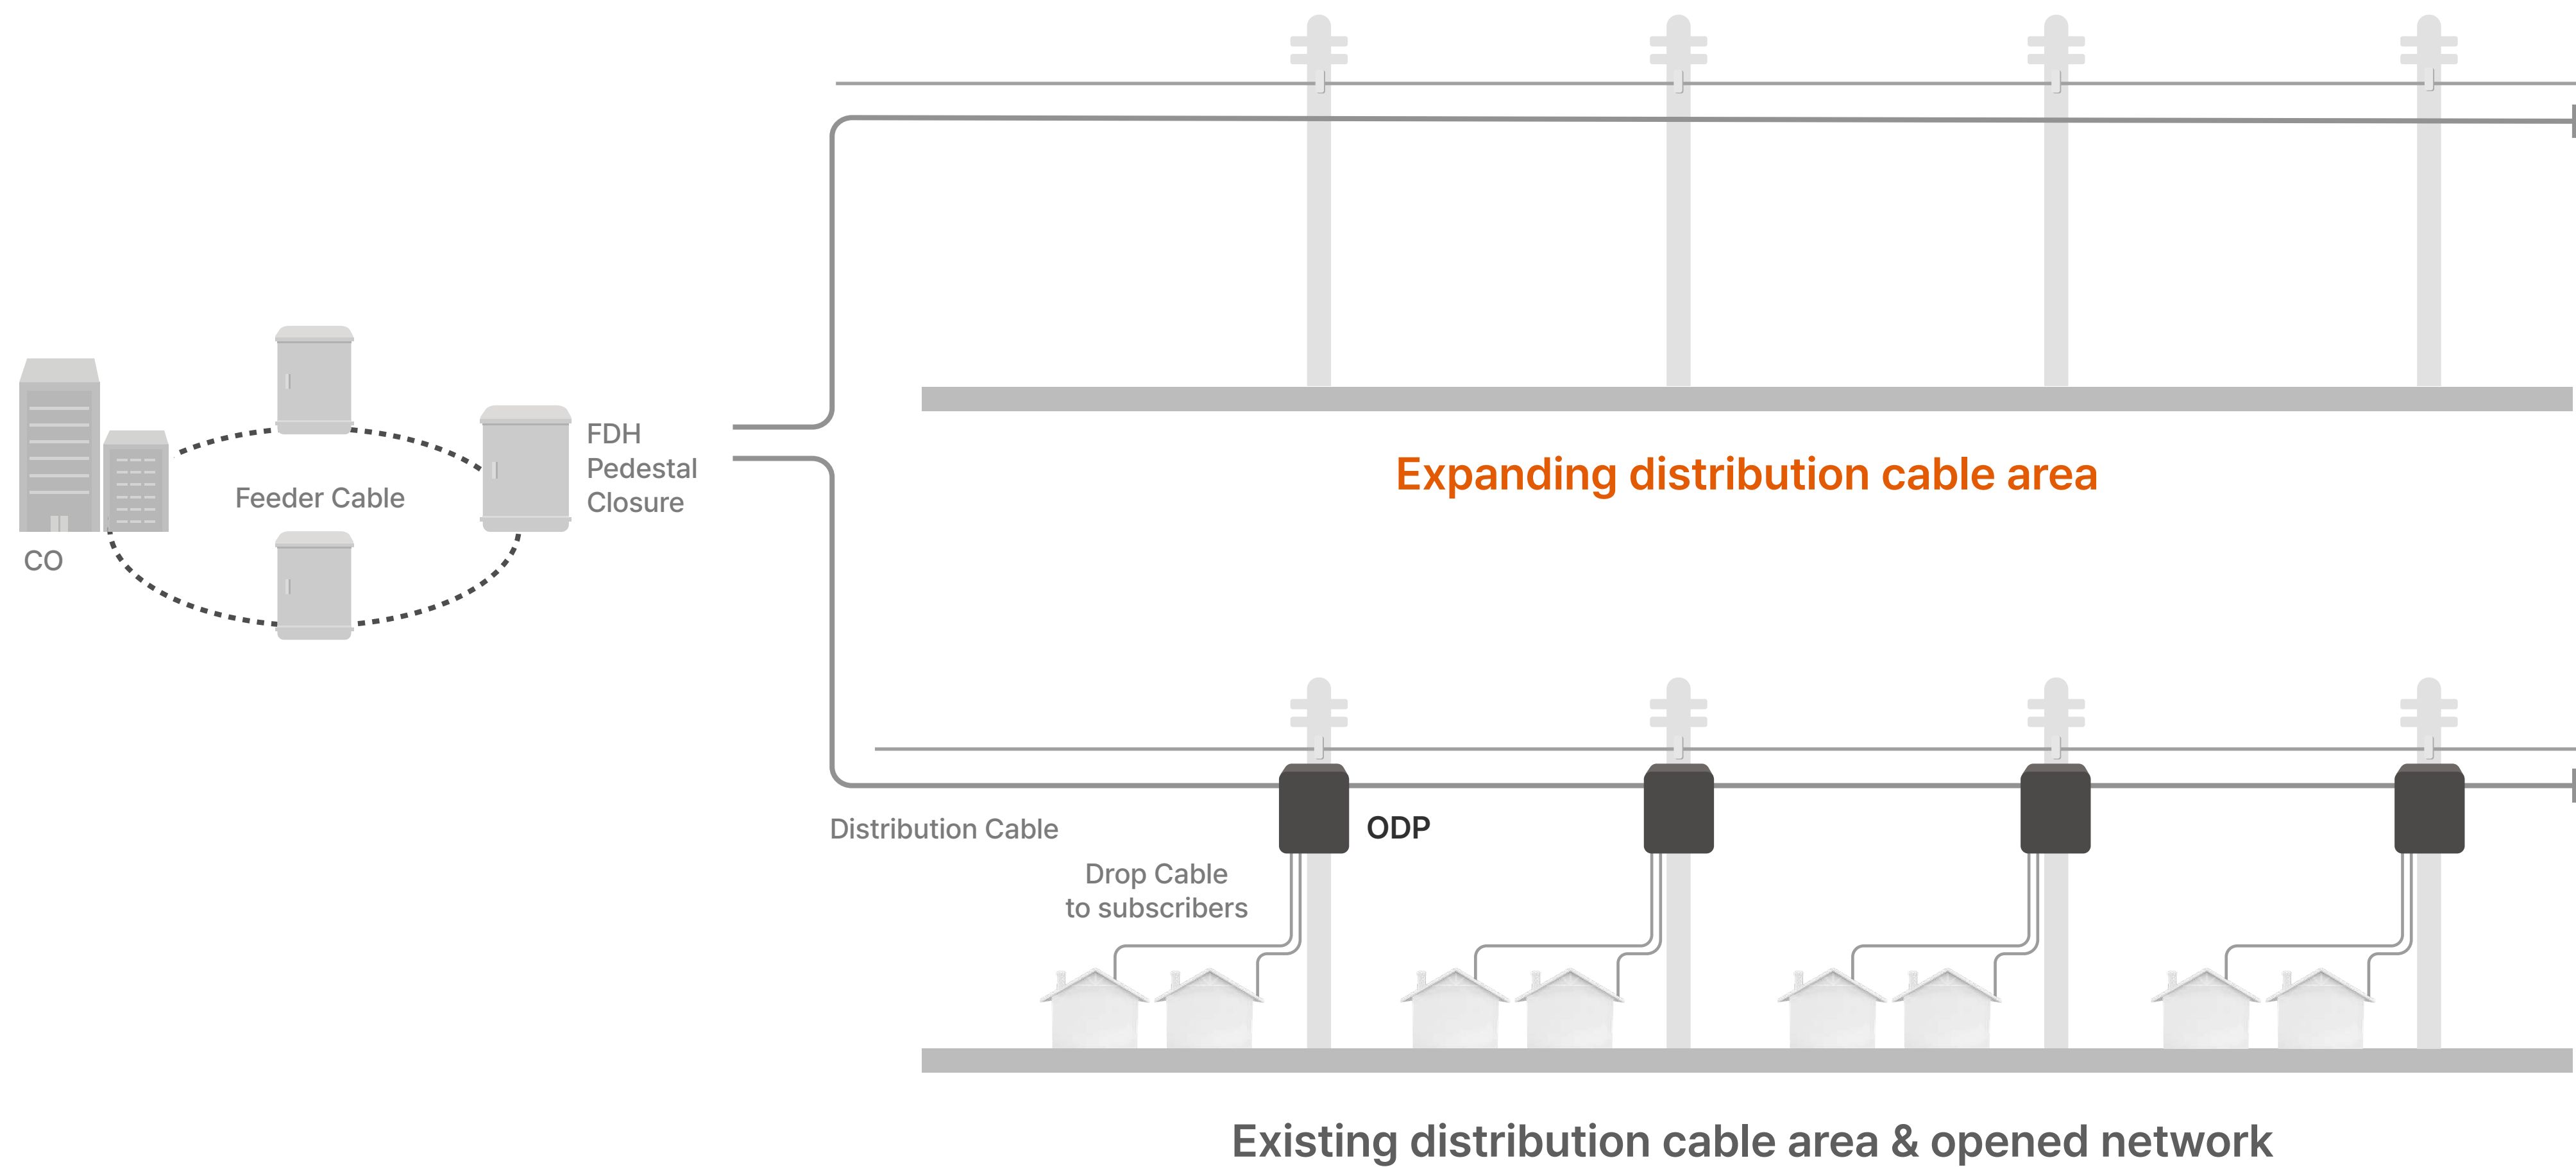 FDH
Pedestal
Closure
Feeder Cable
CO
Expanding distribution cable area
Distribution Cable
ODP
Drop Cable
to subscribers
Existing distribution cable area & opened network